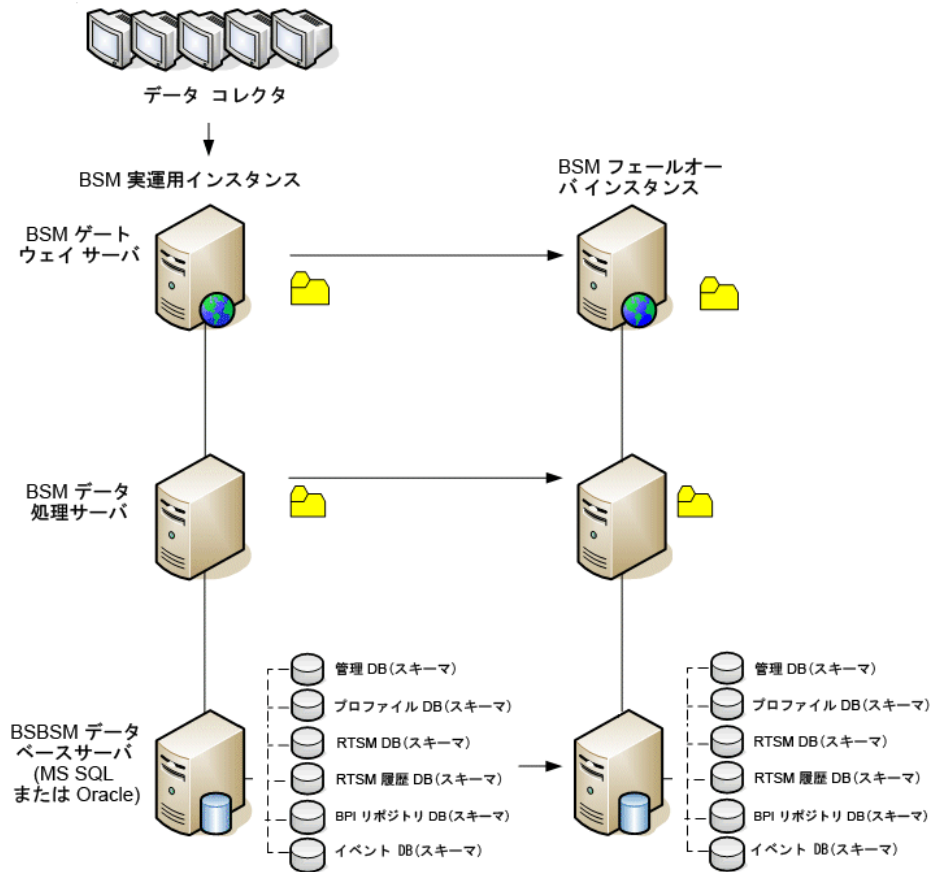 データ コレクタ
BSM 実運用インスタンス
BSM フェールオー
バ インスタンス
BSM ゲート
ウェイ サーバ
BSM データ
処理サーバ
BSBSM データ
ベースサーバ
(MS SQL
または Oracle)
管理 DB(スキーマ)
プロファイル DB(スキーマ)
RTSM DB(スキーマ)
RTSM 履歴 DB(スキーマ)
BPI リポジトリ DB(スキーマ)
イベント DB(スキーマ)
管理 DB(スキーマ)
プロファイル DB(スキーマ)
RTSM DB(スキーマ)
RTSM 履歴 DB(スキーマ)
BPI リポジトリ DB(スキーマ)
イベント DB(スキーマ)